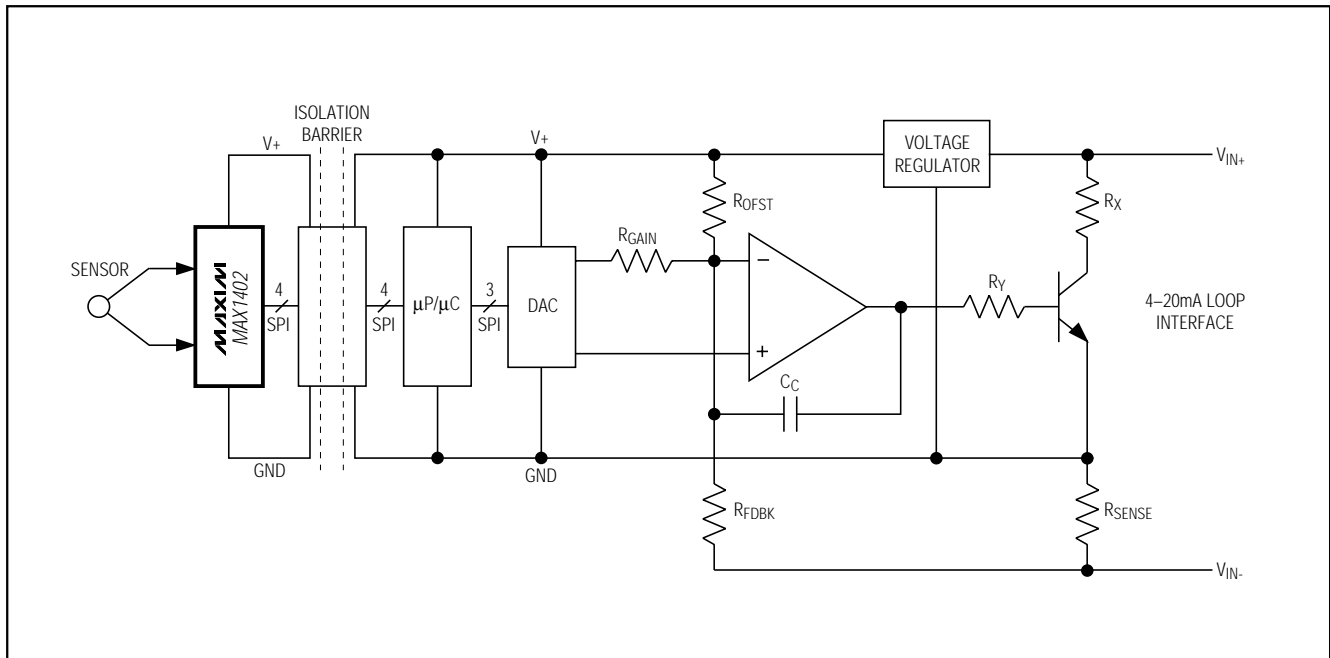 ISOLATION
BARRIER
V+
V+
VOLTAGE
REGULATOR
VIN+
ROFST
RX
RGAIN
SENSOR
MAXIM
MAX1402
4
SPI
4
SPI
µP/µC
3
SPI
DAC
−
+
RY
4–20mA LOOP
INTERFACE
CC
GND
GND
RFDBK
RSENSE
VIN-